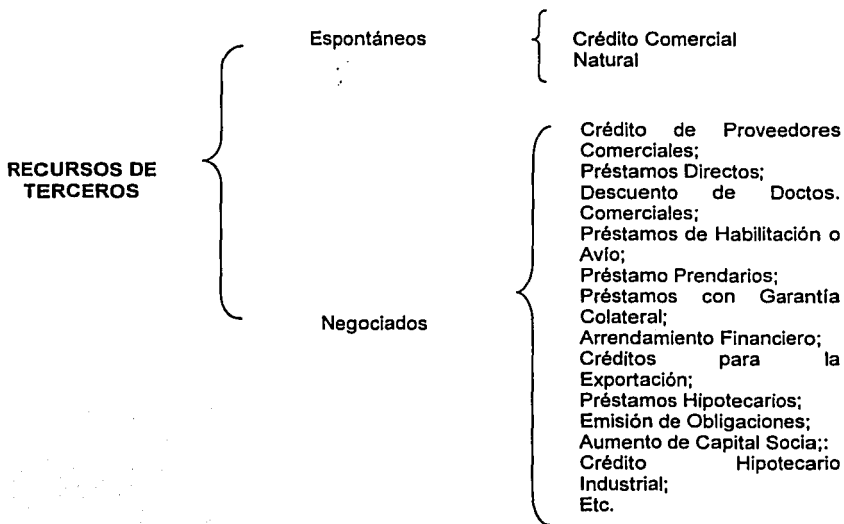 Espontáneos
Crédito Comercial
Natural
RECURSOS DE
TERCEROS
Negociados
Crédito de Proveedores
Comerciales;
Préstamos Directos;
Descuento de Doctos.
Comerciales;
Préstamos de Habilitación o
Avío;
Préstamo Prendarios;
Préstamos con Garantía
Colateral;
Arrendamiento Financiero;
Créditos para la
Exportación;
Préstamos Hipotecarios;
Emisión de Obligaciones;
Aumento de Capital Socia;:
Crédito Hipotecario
Industrial;
Etc.